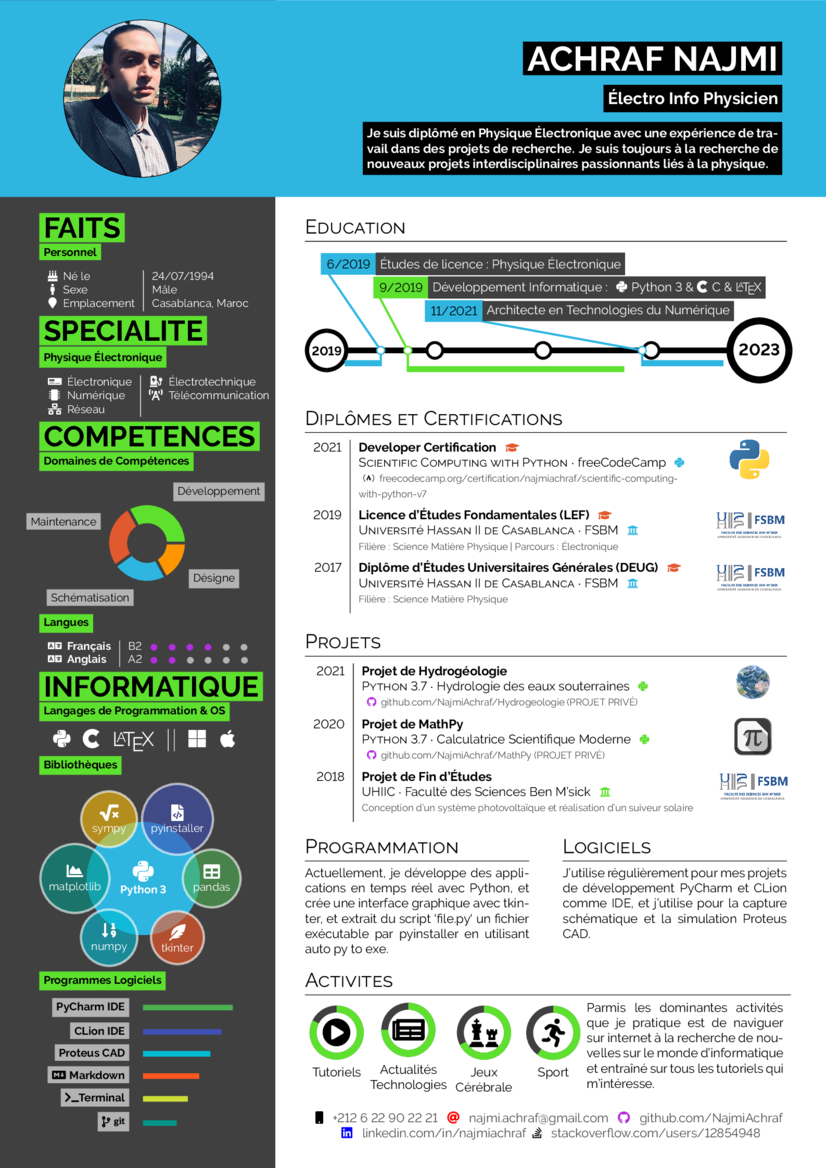 ACHRAF NAJMI
Électro Info Physicien
Je suis diplômé en Physique Électronique avec une expérience de tra-
vail dans des projets de recherche. Je suis toujours à la recherche de
nouveaux projets interdisciplinaires passionnants liés à la physique.
FAITS
Personnel
Né le 24/07/1994
Sexe Mâle
Emplacement Casablanca, Maroc
SPECIALITE
Physique Électronique
Électronique Électrotechnique
Numérique Télécommunication
Réseau
COMPETENCES
Domaines de Compétences
Développement
Maintenance
Désigne
Schématisation
Langues
Français B2
Anglais A2
INFORMATIQUE
Langages de Programmation & OS
C LATEX
Bibliothèques
sympy pyinstaller
matplotlib Python 3 pandas
numpy tkinter
Programmes Logiciels
PyCharm IDE
CLion IDE
Proteus CAD
Markdown
>_Terminal
git
EDUCATION
6/2019 Études de licence : Physique Électronique
9/2019 Développement Informatique : Python 3 & C C & LATEX
11/2021 Architecte en Technologies du Numérique
2019 2023
DIPLÔMES ET CERTIFICATIONS
2021 Developer Certification
SCIENTIFIC COMPUTING WITH PYTHON · freeCodeCamp
freecodecamp.org/certification/najmiachraf/scientific-computing-
with-python-v7
2019 Licence d'Études Fondamentales (LEF)
UNIVERSITÉ HASSAN II DE CASABLANCA · FSBM
Filière : Science Matière Physique | Parcours : Électronique
FSBM
2017 Diplôme d'Études Universitaires Générales (DEUG)
UNIVERSITÉ HASSAN II DE CASABLANCA · FSBM
Filière : Science Matière Physique
FSBM
PROJETS
2021 Projet de Hydrogéologie
PYTHON 3.7 · Hydrologie des eaux souterraines
github.com/NajmiAchraf/Hydrogeologie (PROJET PRIVÉ)
2020 Projet de MathPy
PYTHON 3.7 · Calculatrice Scientifique Moderne
github.com/NajmiAchraf/MathPy (PROJET PRIVÉ)
π
2018 Projet de Fin d'Études
UHIIC · Faculté des Sciences Ben M'sick
Conception d'un système photovoltaïque et réalisation d'un suiveur solaire
FSBM
PROGRAMMATION
Actuellement, je développe des appli-
cations en temps réel avec Python, et
crée une interface graphique avec tkin-
ter, et extrait du script 'file.py' un fichier
exécutable par pyinstaller en utilisant
auto py to exe.
LOGICIELS
J'utilise régulièrement pour mes projets
de développement PyCharm et CLion
comme IDE, et j'utilise pour la capture
schématique et la simulation Proteus
CAD.
ACTIVITES
Tutoriels
Actualités
Technologies
Jeux
Cérébrale
Sport
Parmis les dominantes activités
que je pratique est de naviguer
sur internet à la recherche de nou-
velles sur le monde d'informatique
et entraîné sur tous les tutoriels qui
m'intéresse.
+212 6 22 90 22 21 najmi.achraf@gmail.com github.com/NajmiAchraf
linkedin.com/in/najmiachraf stackoverflow.com/users/12854948